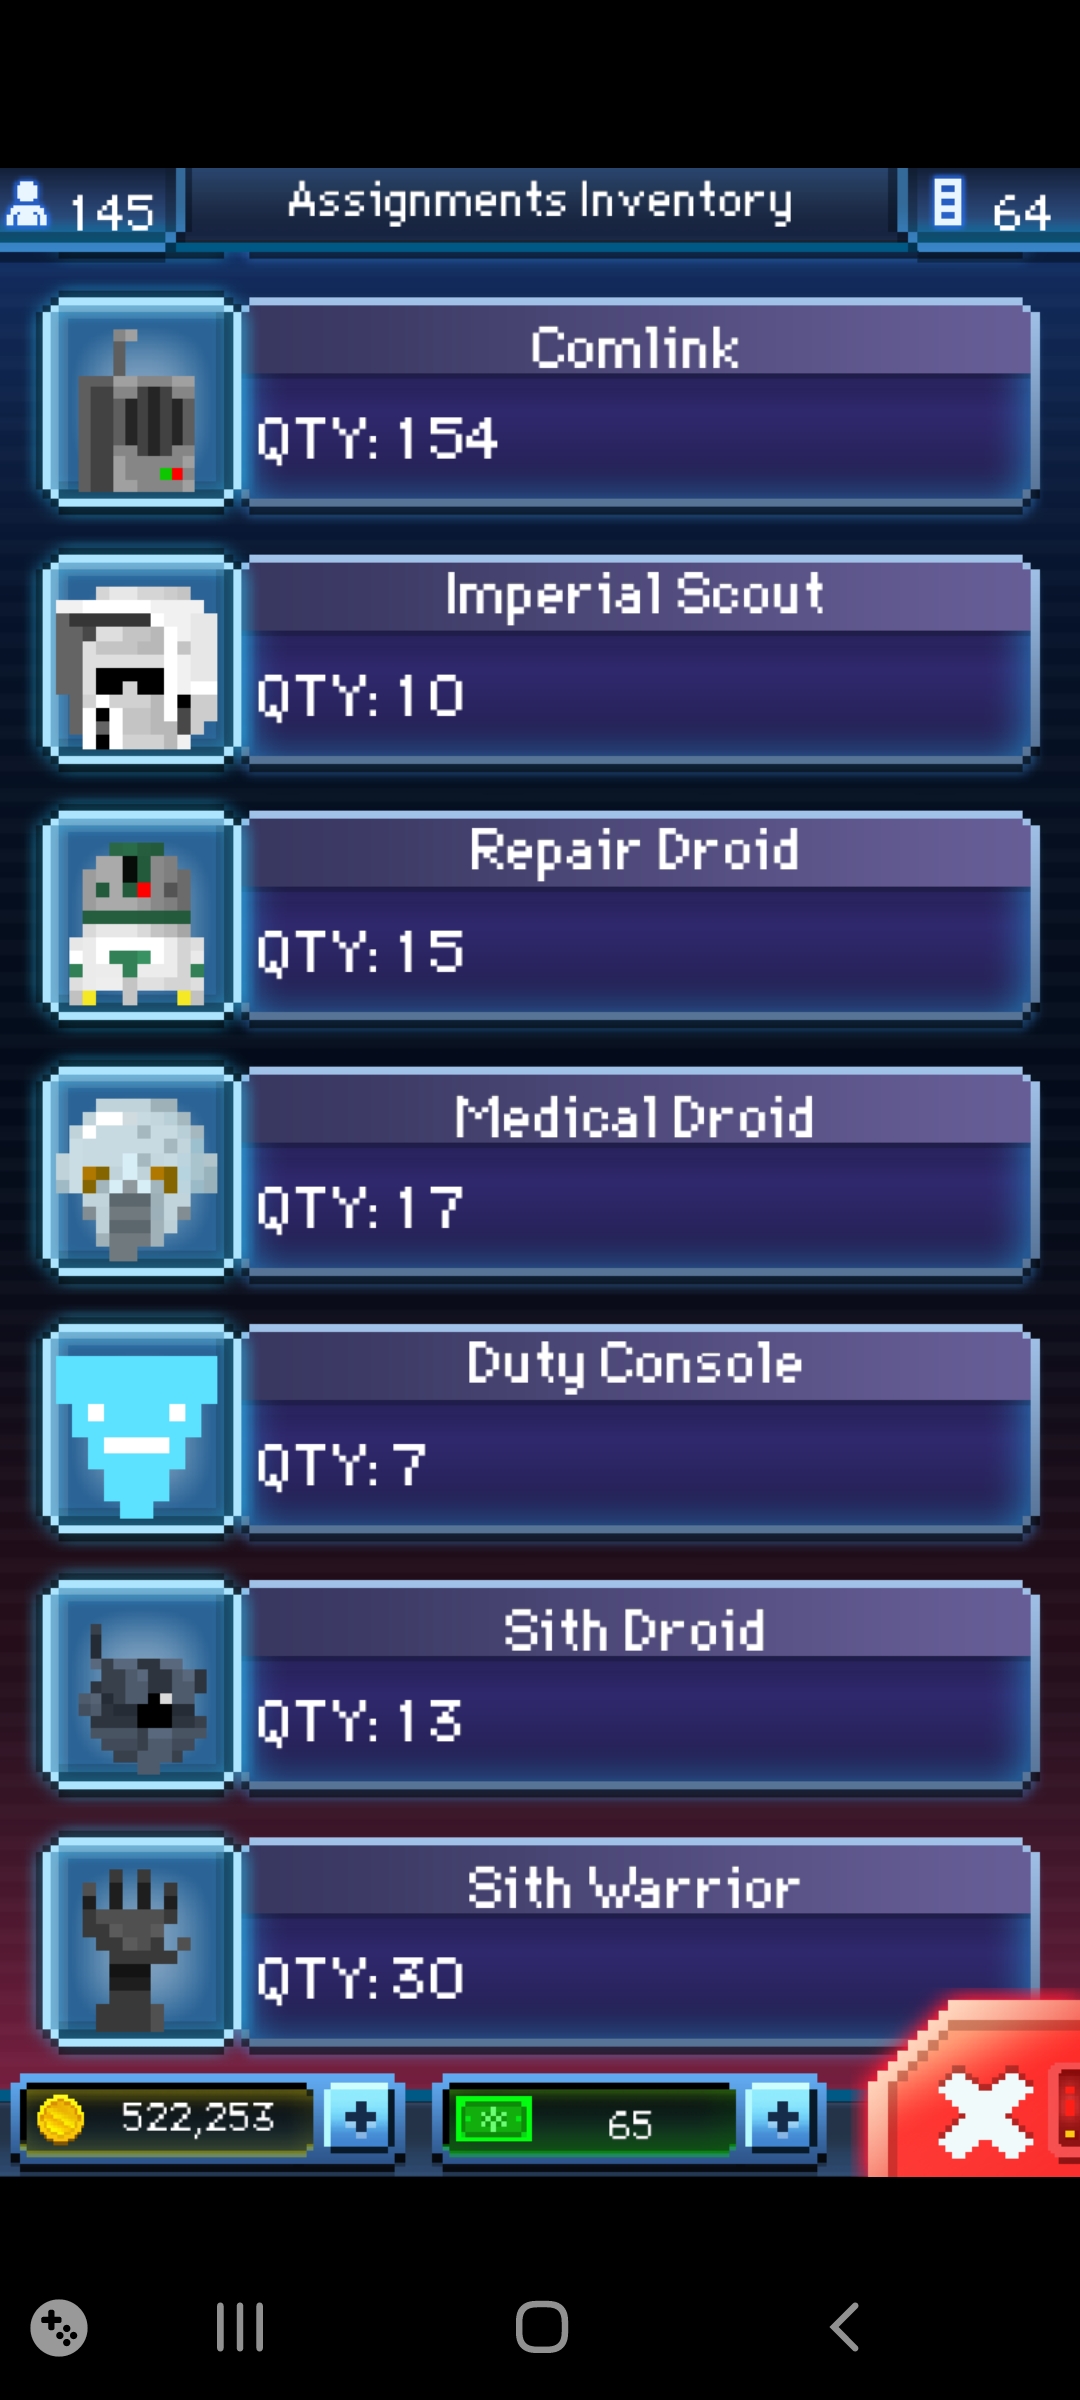 145 Assignments Inventory 64
Comlink
QTY: 154
Imperial Scout
QTY: 10
Repair Droid
QTY: 15
Medical Droid
QTY: 17
Duty Console
QTY: 7
Sith Droid
QTY: 13
Sith Warrior
QTY: 30
522,253 65